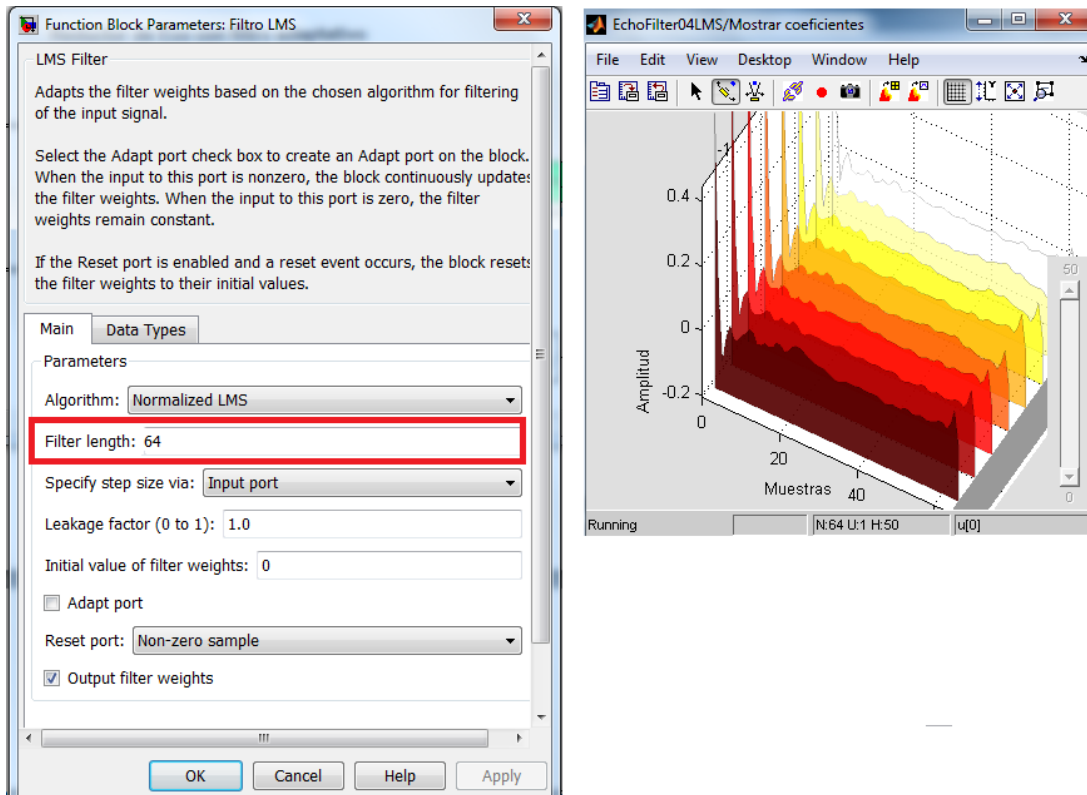 Function Block Parameters: Filtro LMS
LMS Filter
Adapts the filter weights based on the chosen algorithm for filtering
of the input signal.
Select the Adapt port check box to create an Adapt port on the block.
When the input to this port is nonzero, the block continuously updates
the filter weights. When the input to this port is zero, the filter
weights remain constant.
If the Reset port is enabled and a reset event occurs, the block resets
the filter weights to their initial values.
Main Data Types
Parameters
Algorithm: Normalized LMS
Filter length: 64
Specify step size via: Input port
Leakage factor (0 to 1): 1.0
Initial value of filter weights: 0
Adapt port
Reset port: Non-zero sample
Output filter weights
OK Cancel Help Apply
EchoFilter04LMS/Mostrar coeficientes
File Edit View Desktop Window Help
-1
0.4
0.2
0
-0.2
Amplitud
0
20
40
Muestras
50
0
Running N:64 U:1 H:50 u[0]